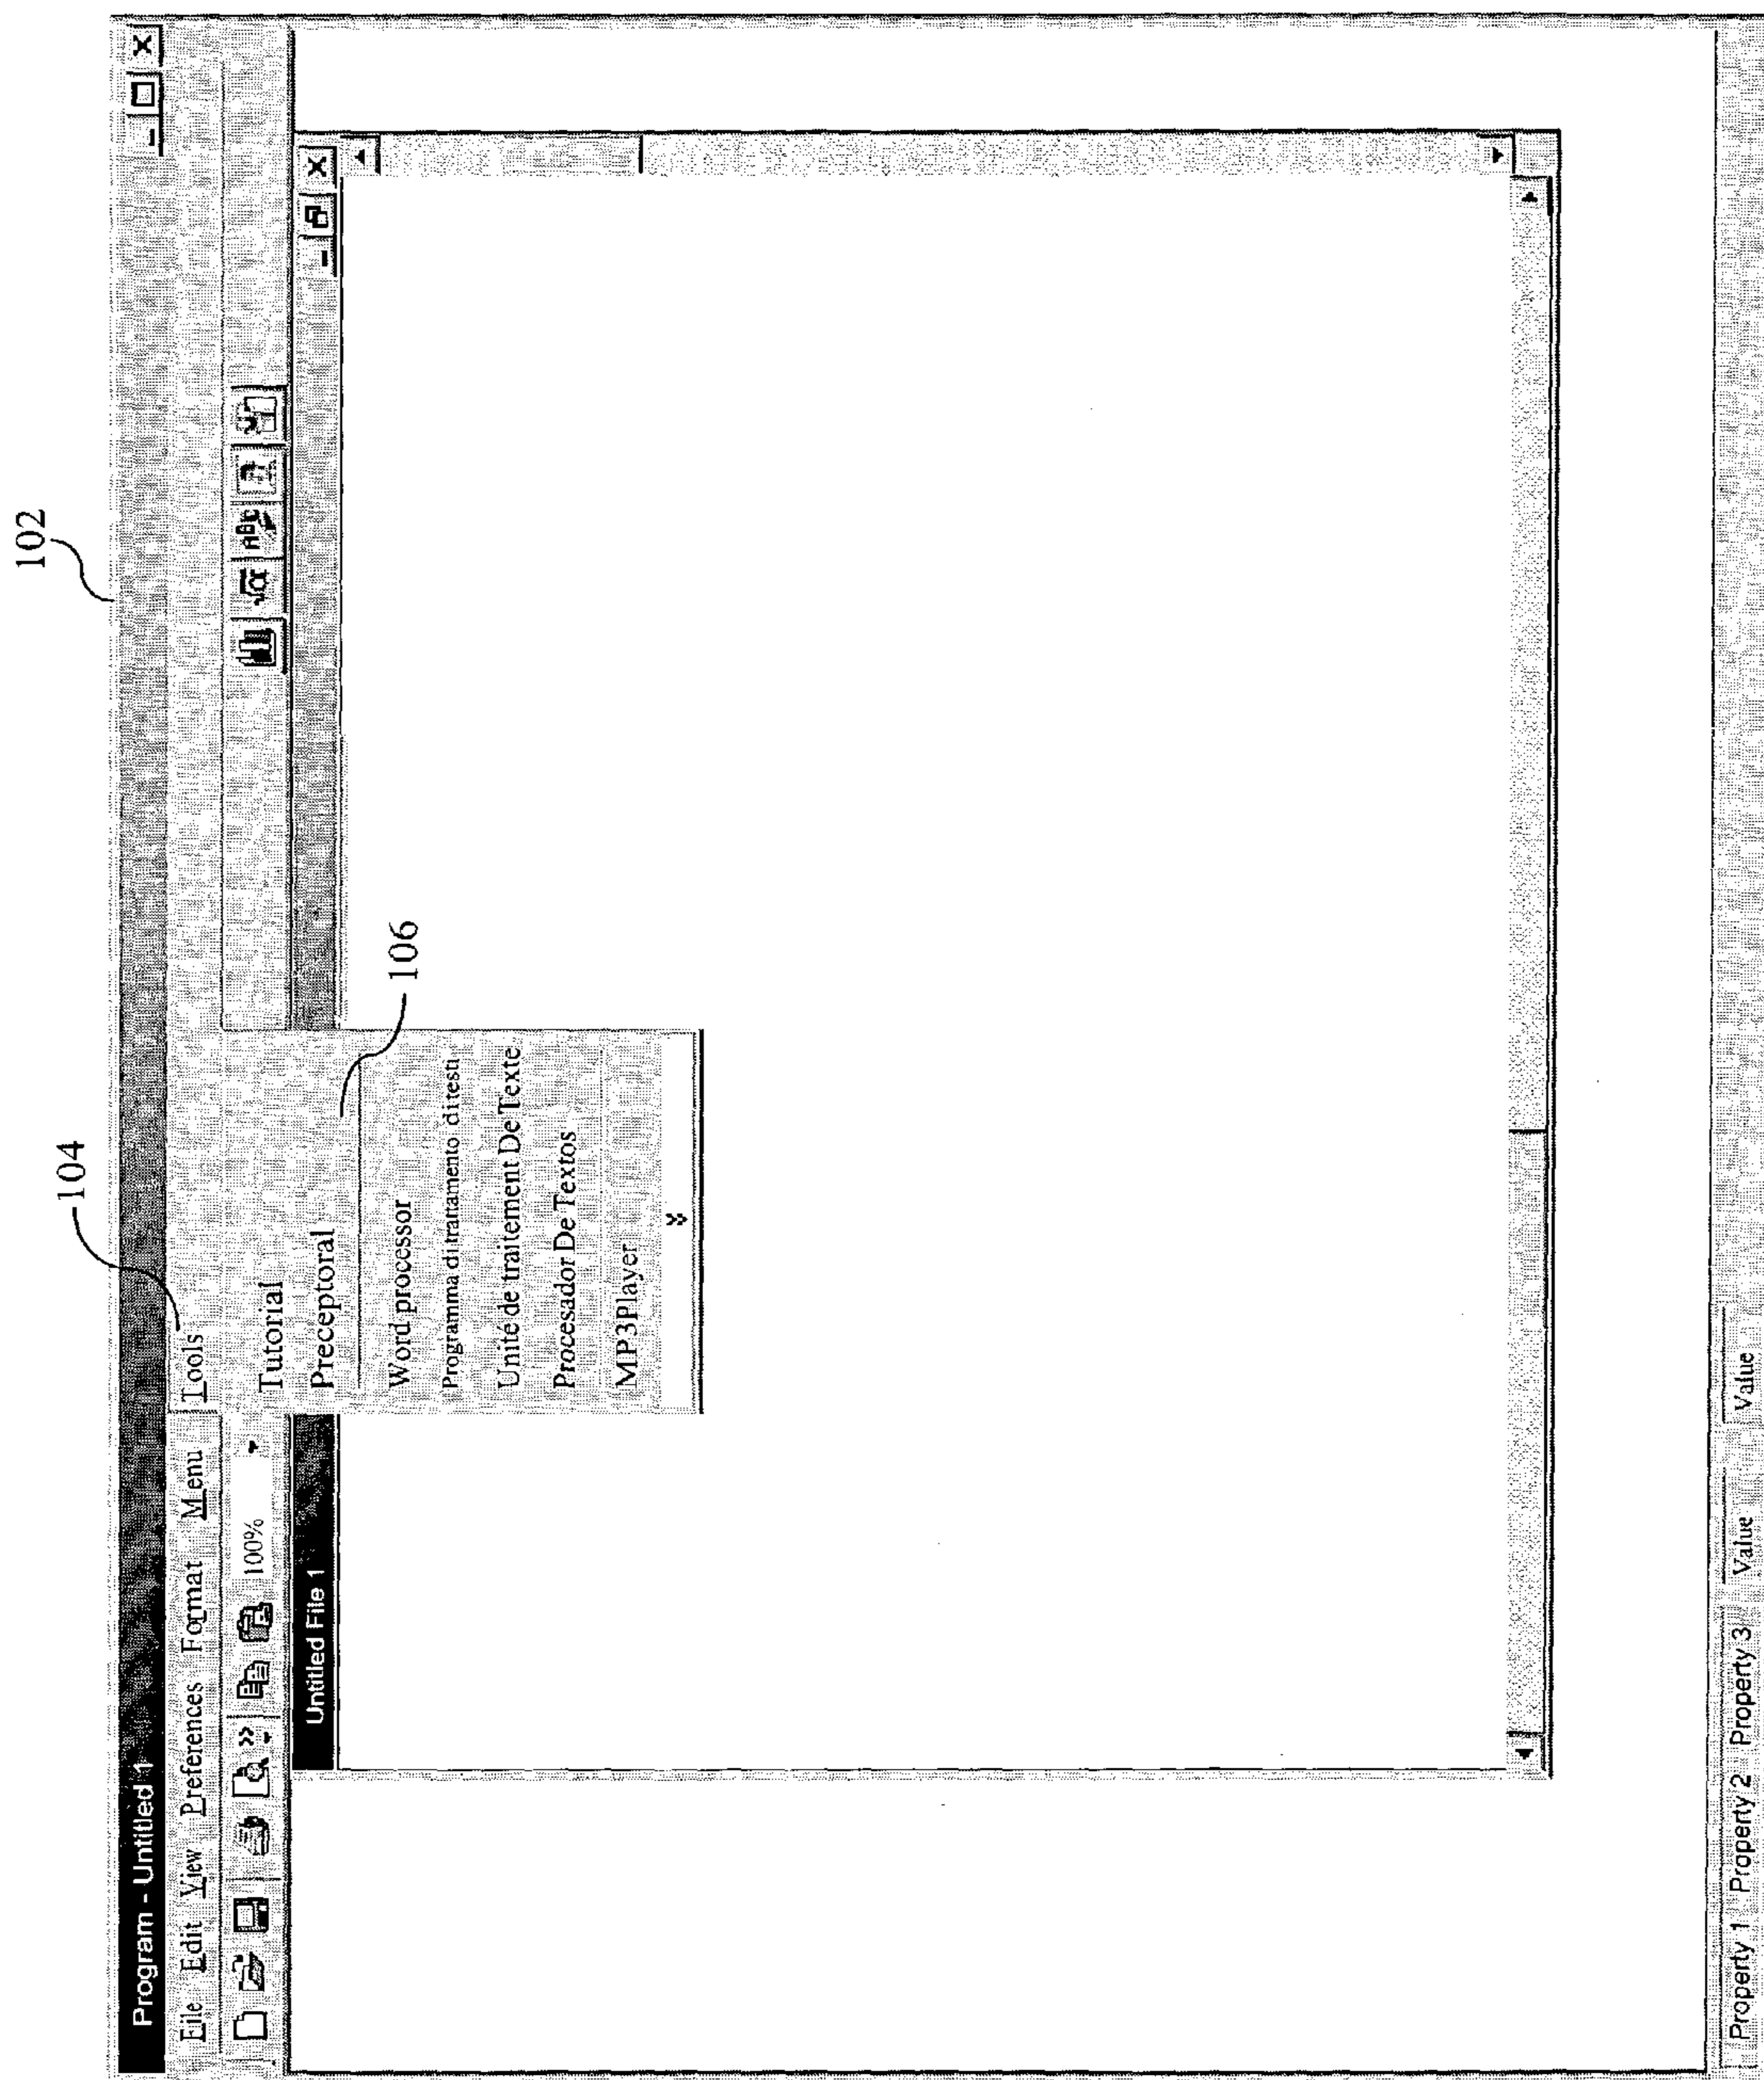 102
104
Program - Untitled 1
File Edit View Preferences Format Menu Tools
100%
Untitled File 1
Tutorial
Preceptoral
106
Word processor
Programma di trattamento di testi
Unité de traitement De Texte
Procesador De Textos
MP3Player
Property 1 Property 2 Property 3 Value Value